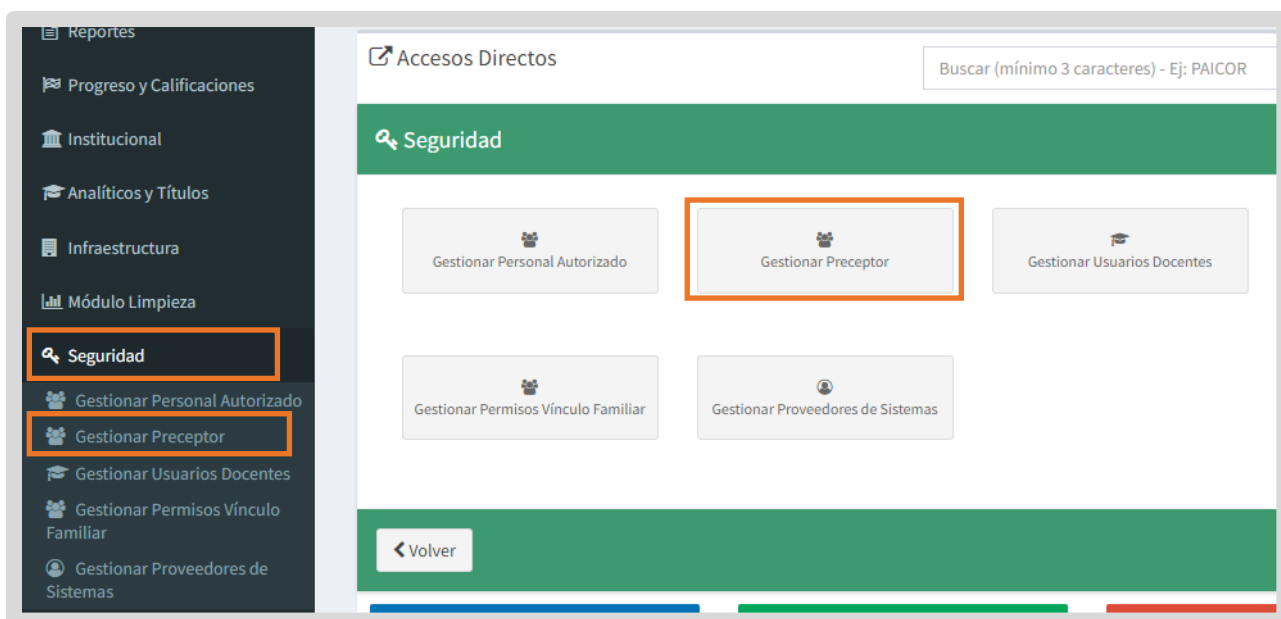 Reportes
Progreso y Calificaciones
Institucional
Analíticos y Títulos
Infraestructura
Módulo Limpieza
Seguridad
Gestionar Personal Autorizado
Gestionar Preceptor
Gestionar Usuarios Docentes
Gestionar Permisos Vínculo
Familiar
Gestionar Proveedores de
Sistemas
Accesos Directos
Buscar (mínimo 3 caracteres) - Ej: PAICOR
Seguridad
Gestionar Personal Autorizado
Gestionar Preceptor
Gestionar Usuarios Docentes
Gestionar Permisos Vínculo Familiar
Gestionar Proveedores de Sistemas
Volver